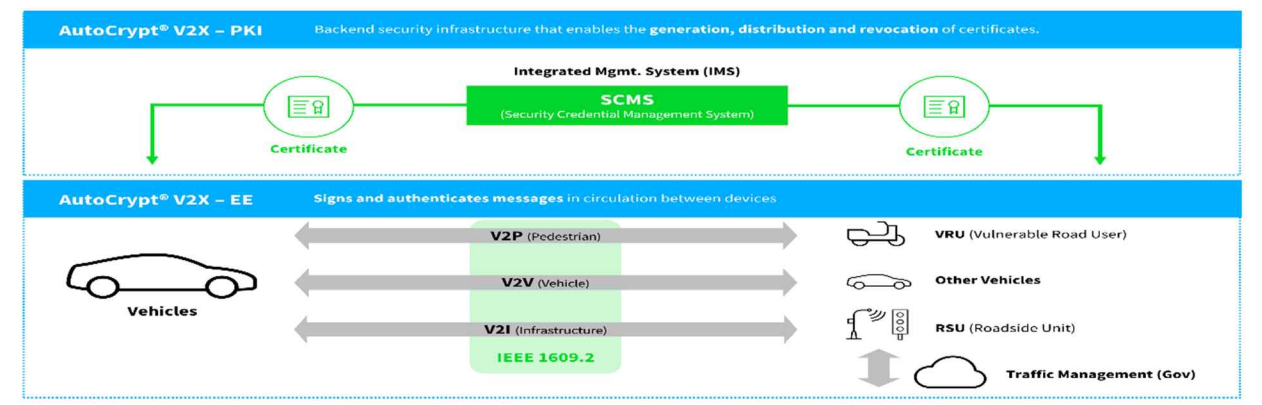 AutoCrypt® V2X – PKI Backend security infrastructure that enables the generation, distribution and revocation of certificates.
Integrated Mgmt. System (IMS)
SCMS
(Security Credential Management System)
Certificate
Certificate
AutoCrypt® V2X – EE Signs and authenticates messages in circulation between devices
V2P (Pedestrian) VRU (Vulnerable Road User)
V2V (Vehicle) Other Vehicles
Vehicles
V2I (Infrastructure) RSU (Roadside Unit)
IEEE 1609.2
Traffic Management (Gov)